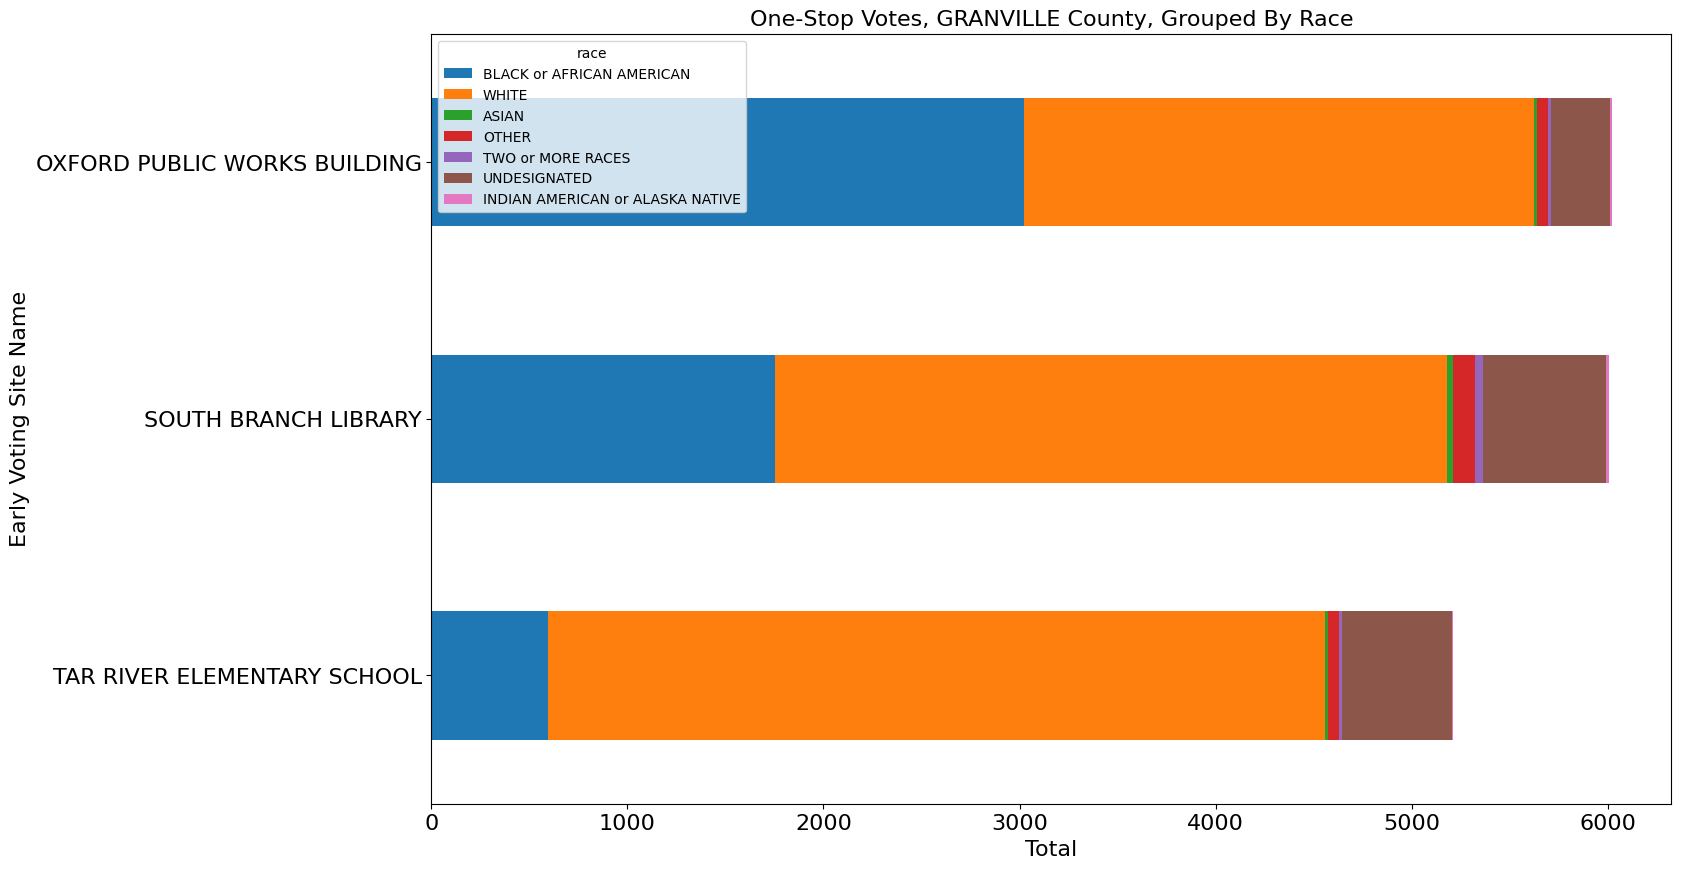 One-Stop Votes, GRANVILLE County, Grouped By Race
race
BLACK or AFRICAN AMERICAN
WHITE
ASIAN
OTHER
TWO or MORE RACES
UNDESIGNATED
INDIAN AMERICAN or ALASKA NATIVE
Early Voting Site Name
OXFORD PUBLIC WORKS BUILDING
SOUTH BRANCH LIBRARY
TAR RIVER ELEMENTARY SCHOOL
0 1000 2000 3000 4000 5000 6000
Total